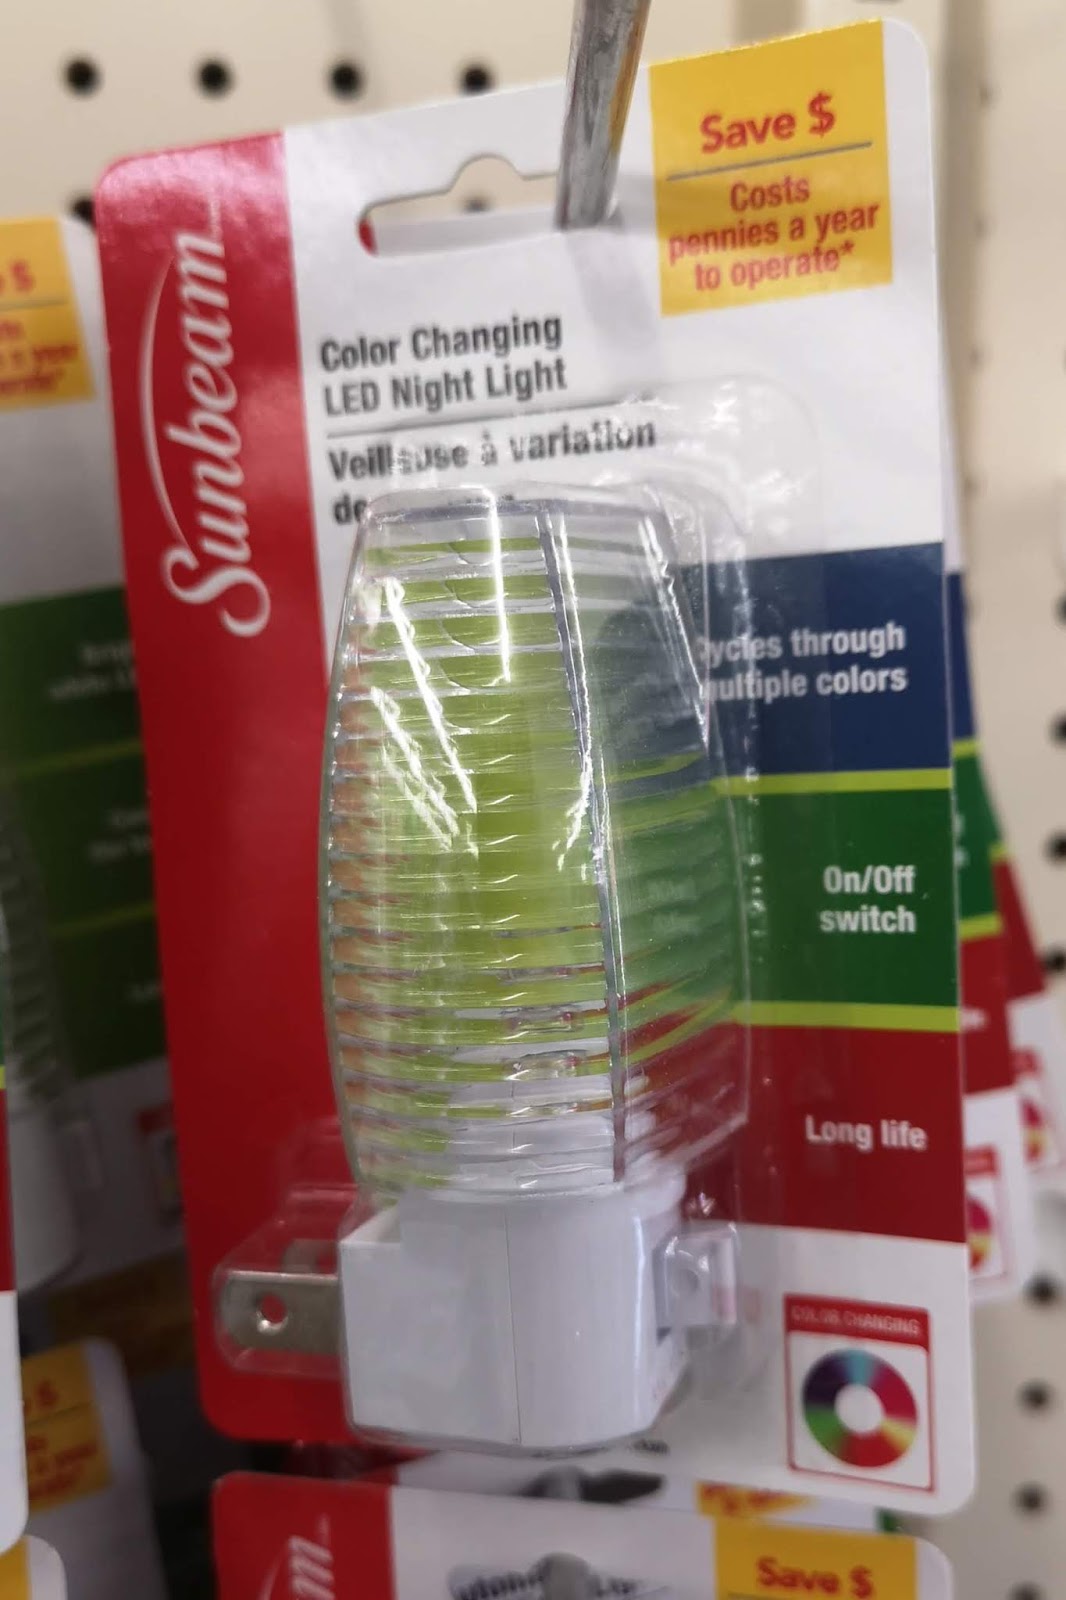 Sunbeam
Save $
Costs
pennies a year
to operate*
Color Changing
LED Night Light
Veilleuse à variation
de
Cycles through
multiple colors
On/Off
switch
Long life
COLOR CHANGING
Save $